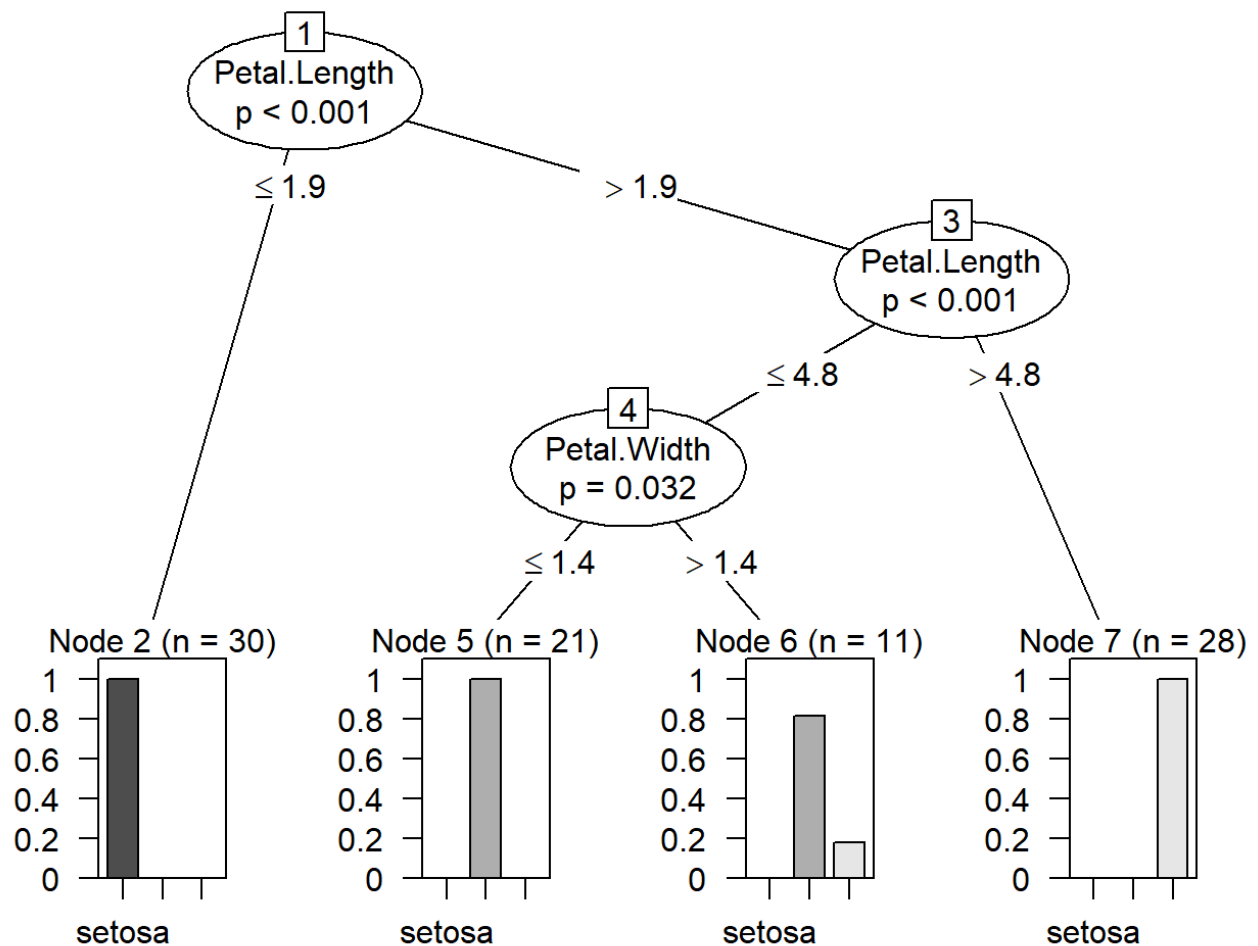 1
Petal.Length
p < 0.001
≤ 1.9
> 1.9
3
Petal.Length
p < 0.001
≤ 4.8
> 4.8
4
Petal.Width
p = 0.032
≤ 1.4
> 1.4
Node 2 (n = 30)
1
0.8
0.6
0.4
0.2
0
setosa
Node 5 (n = 21)
1
0.8
0.6
0.4
0.2
0
setosa
Node 6 (n = 11)
1
0.8
0.6
0.4
0.2
0
setosa
Node 7 (n = 28)
1
0.8
0.6
0.4
0.2
0
setosa